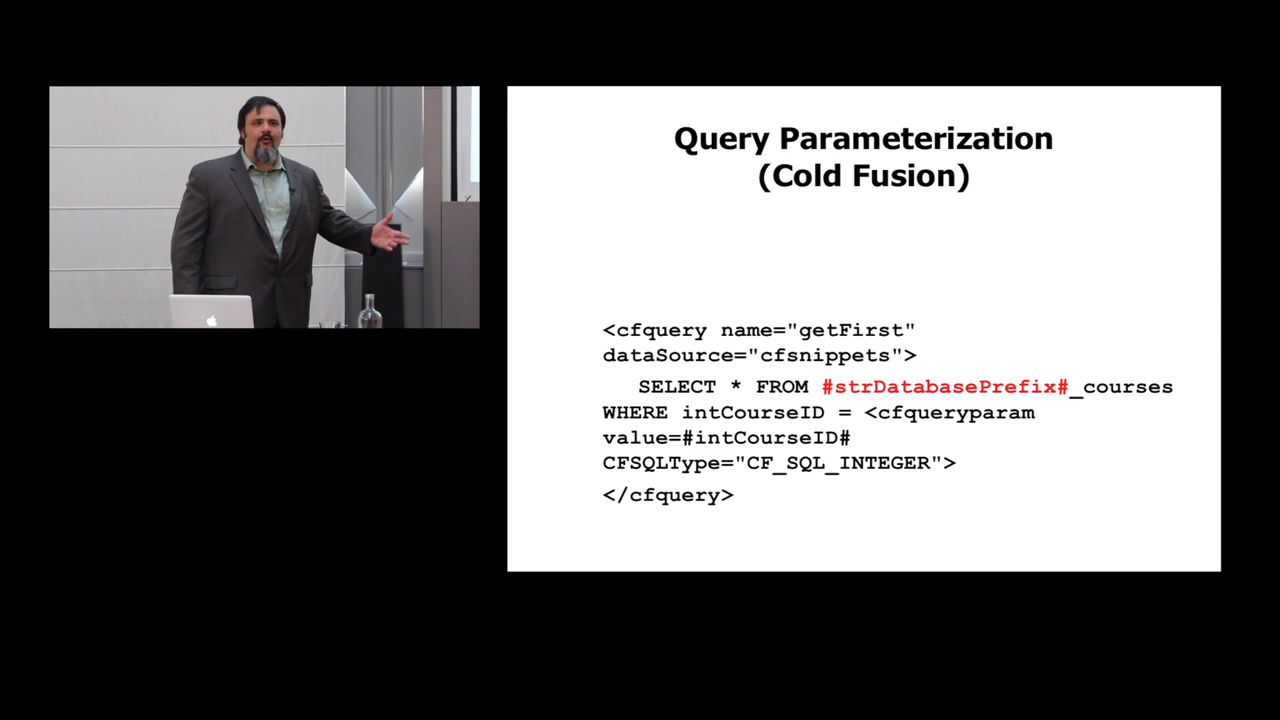 Query Parameterization
(Cold Fusion)
<cfquery name="getFirst"
dataSource="cfsnippets">
SELECT * FROM #strDatabasePrefix#_courses
WHERE intCourseID = <cfqueryparam
value=#intCourseID#
CFSQLType="CF_SQL_INTEGER">
</cfquery>